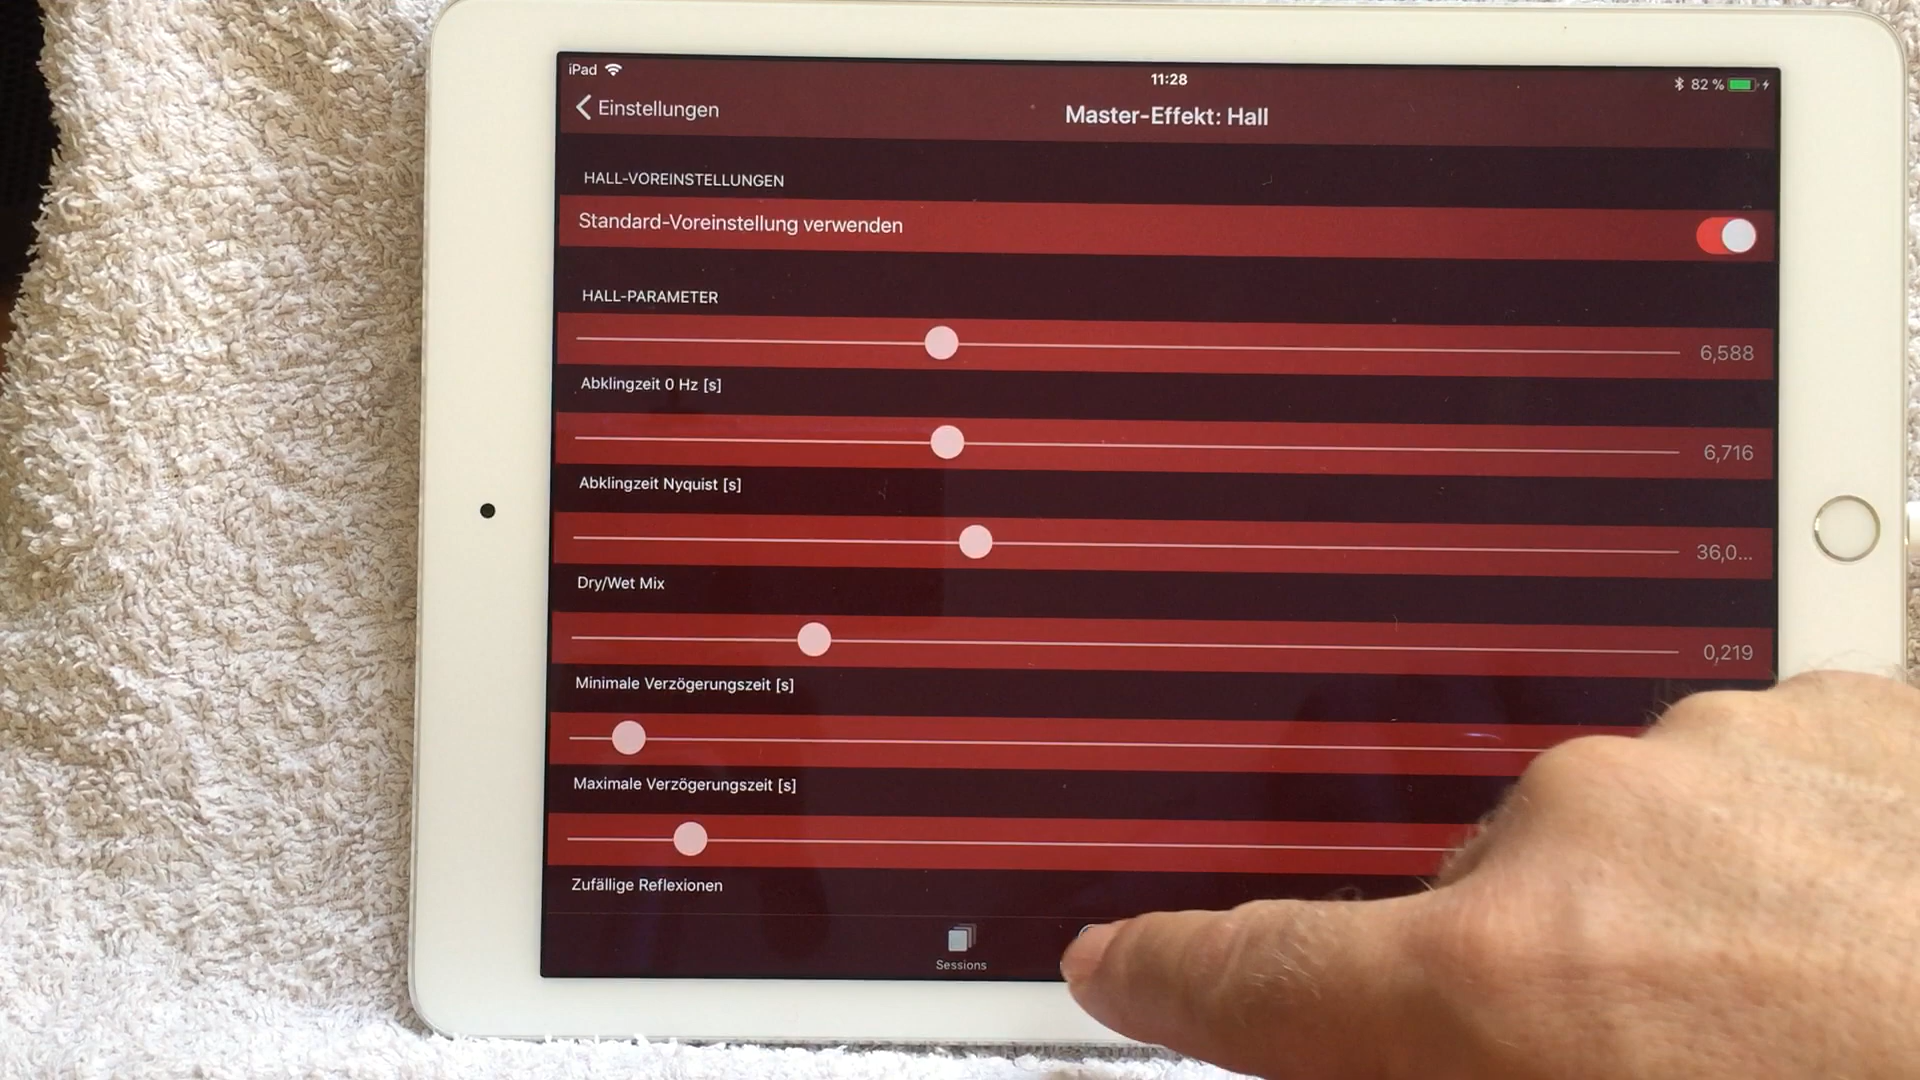 iPad
11:28
82 %
Einstellungen
Master-Effekt: Hall
HALL-VOREINSTELLUNGEN
Standard-Voreinstellung verwenden
HALL-PARAMETER
6,588
Abklingzeit 0 Hz [s]
6,716
Abklingzeit Nyquist [s]
36,0...
Dry/Wet Mix
0,219
Minimale Verzögerungszeit [s]
Maximale Verzögerungszeit [s]
Zufällige Reflexionen
Sessions